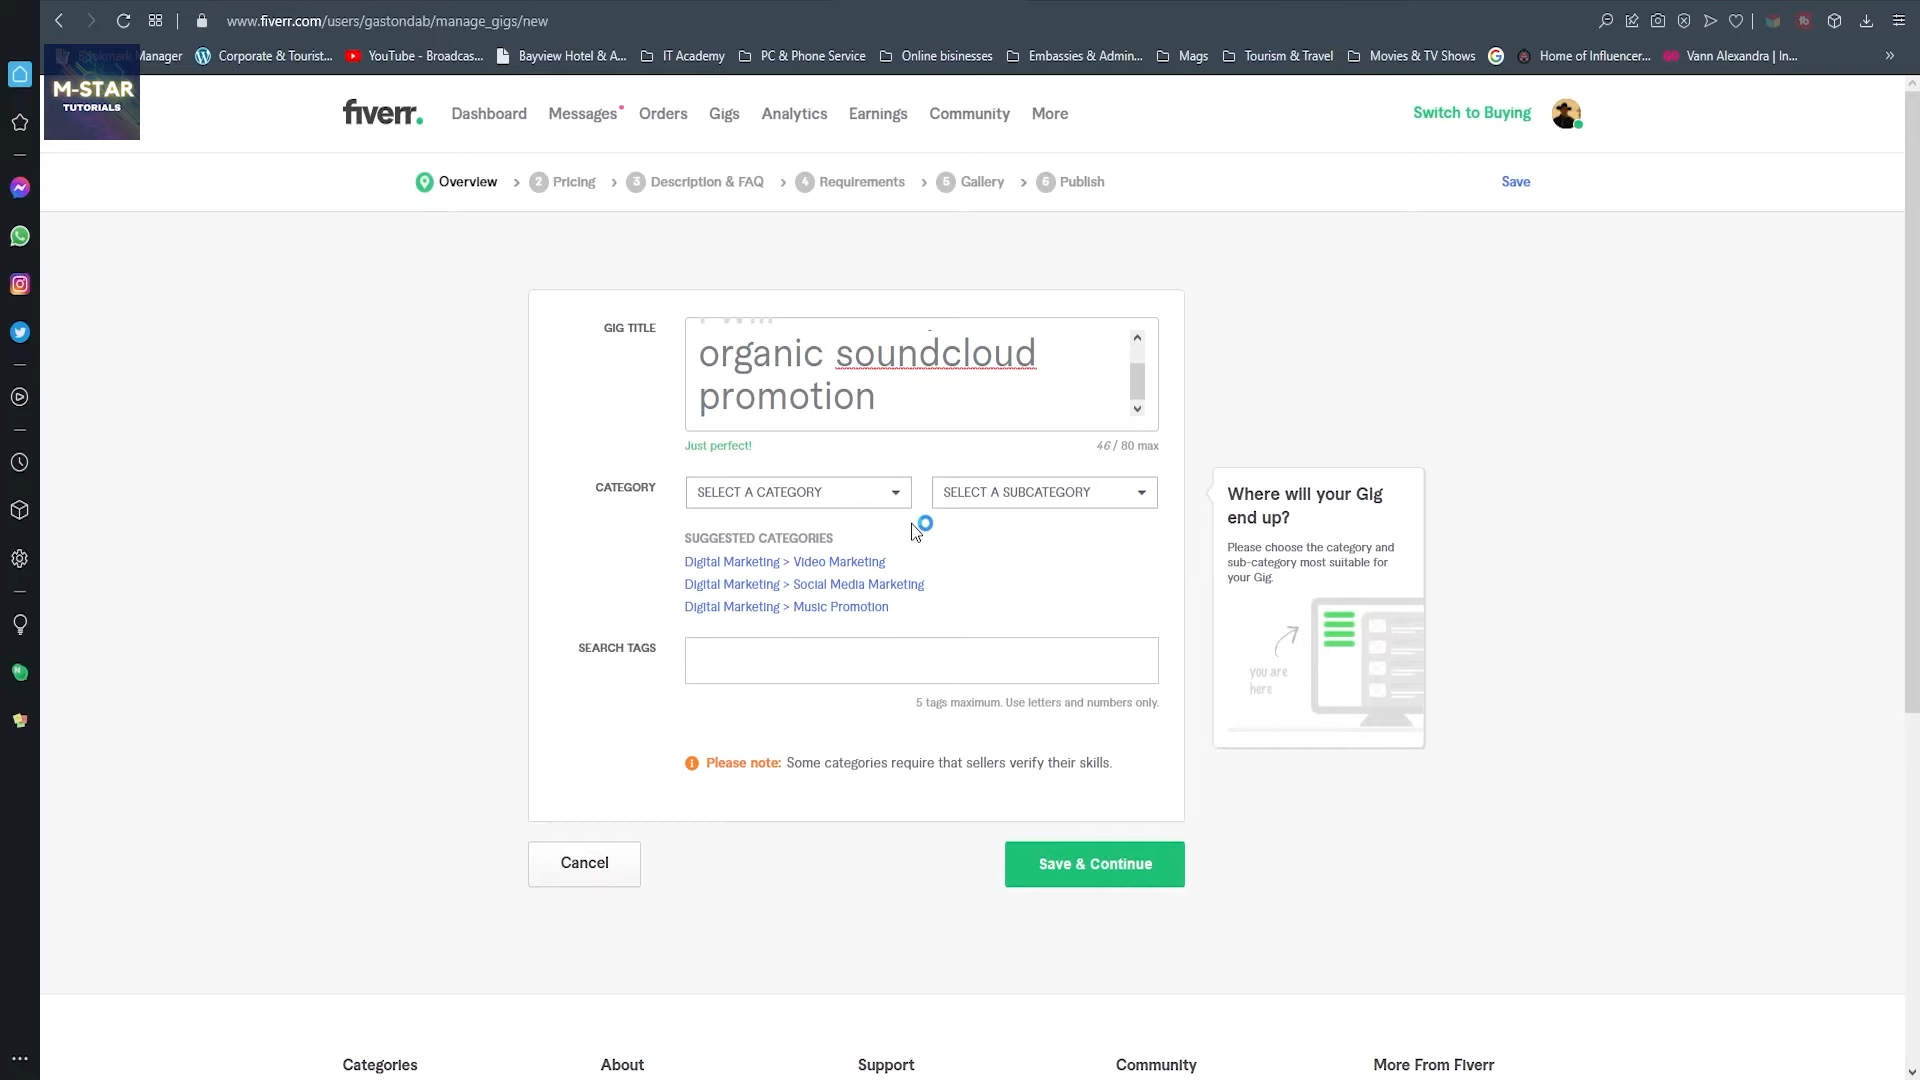 www.fiverr.com/users/gastondab/manage_gigs/new
Manager
Corporate & Tourist...
YouTube - Broadcas...
Bayview Hotel & A...
IT Academy
PC & Phone Service
Online bisinesses
Embassies & Admin...
Mags
Tourism & Travel
Movies & TV Shows
Home of Influencer...
Vann Alexandra | In...
M-STAR
TUTORIALS
fiverr.
Dashboard
Messages
Orders
Gigs
Analytics
Earnings
Community
More
Switch to Buying
Overview
2 Pricing
3 Description & FAQ
4 Requirements
5 Gallery
6 Publish
Save
GIG TITLE
organic soundcloud
promotion
Just perfect!
46 / 80 max
CATEGORY
SELECT A CATEGORY
SELECT A SUBCATEGORY
SUGGESTED CATEGORIES
Digital Marketing > Video Marketing
Digital Marketing > Social Media Marketing
Digital Marketing > Music Promotion
SEARCH TAGS
5 tags maximum. Use letters and numbers only.
Please note: Some categories require that sellers verify their skills.
Where will your Gig
end up?
Please choose the category and
sub-category most suitable for
your Gig.
you are
here
Cancel
Save & Continue
Categories
About
Support
Community
More From Fiverr